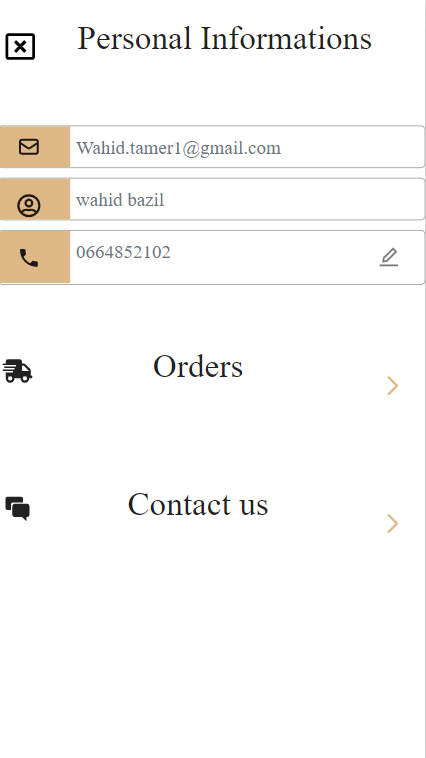 Personal Informations
Wahid.tamer1@gmail.com
wahid bazil
0664852102
Orders
Contact us